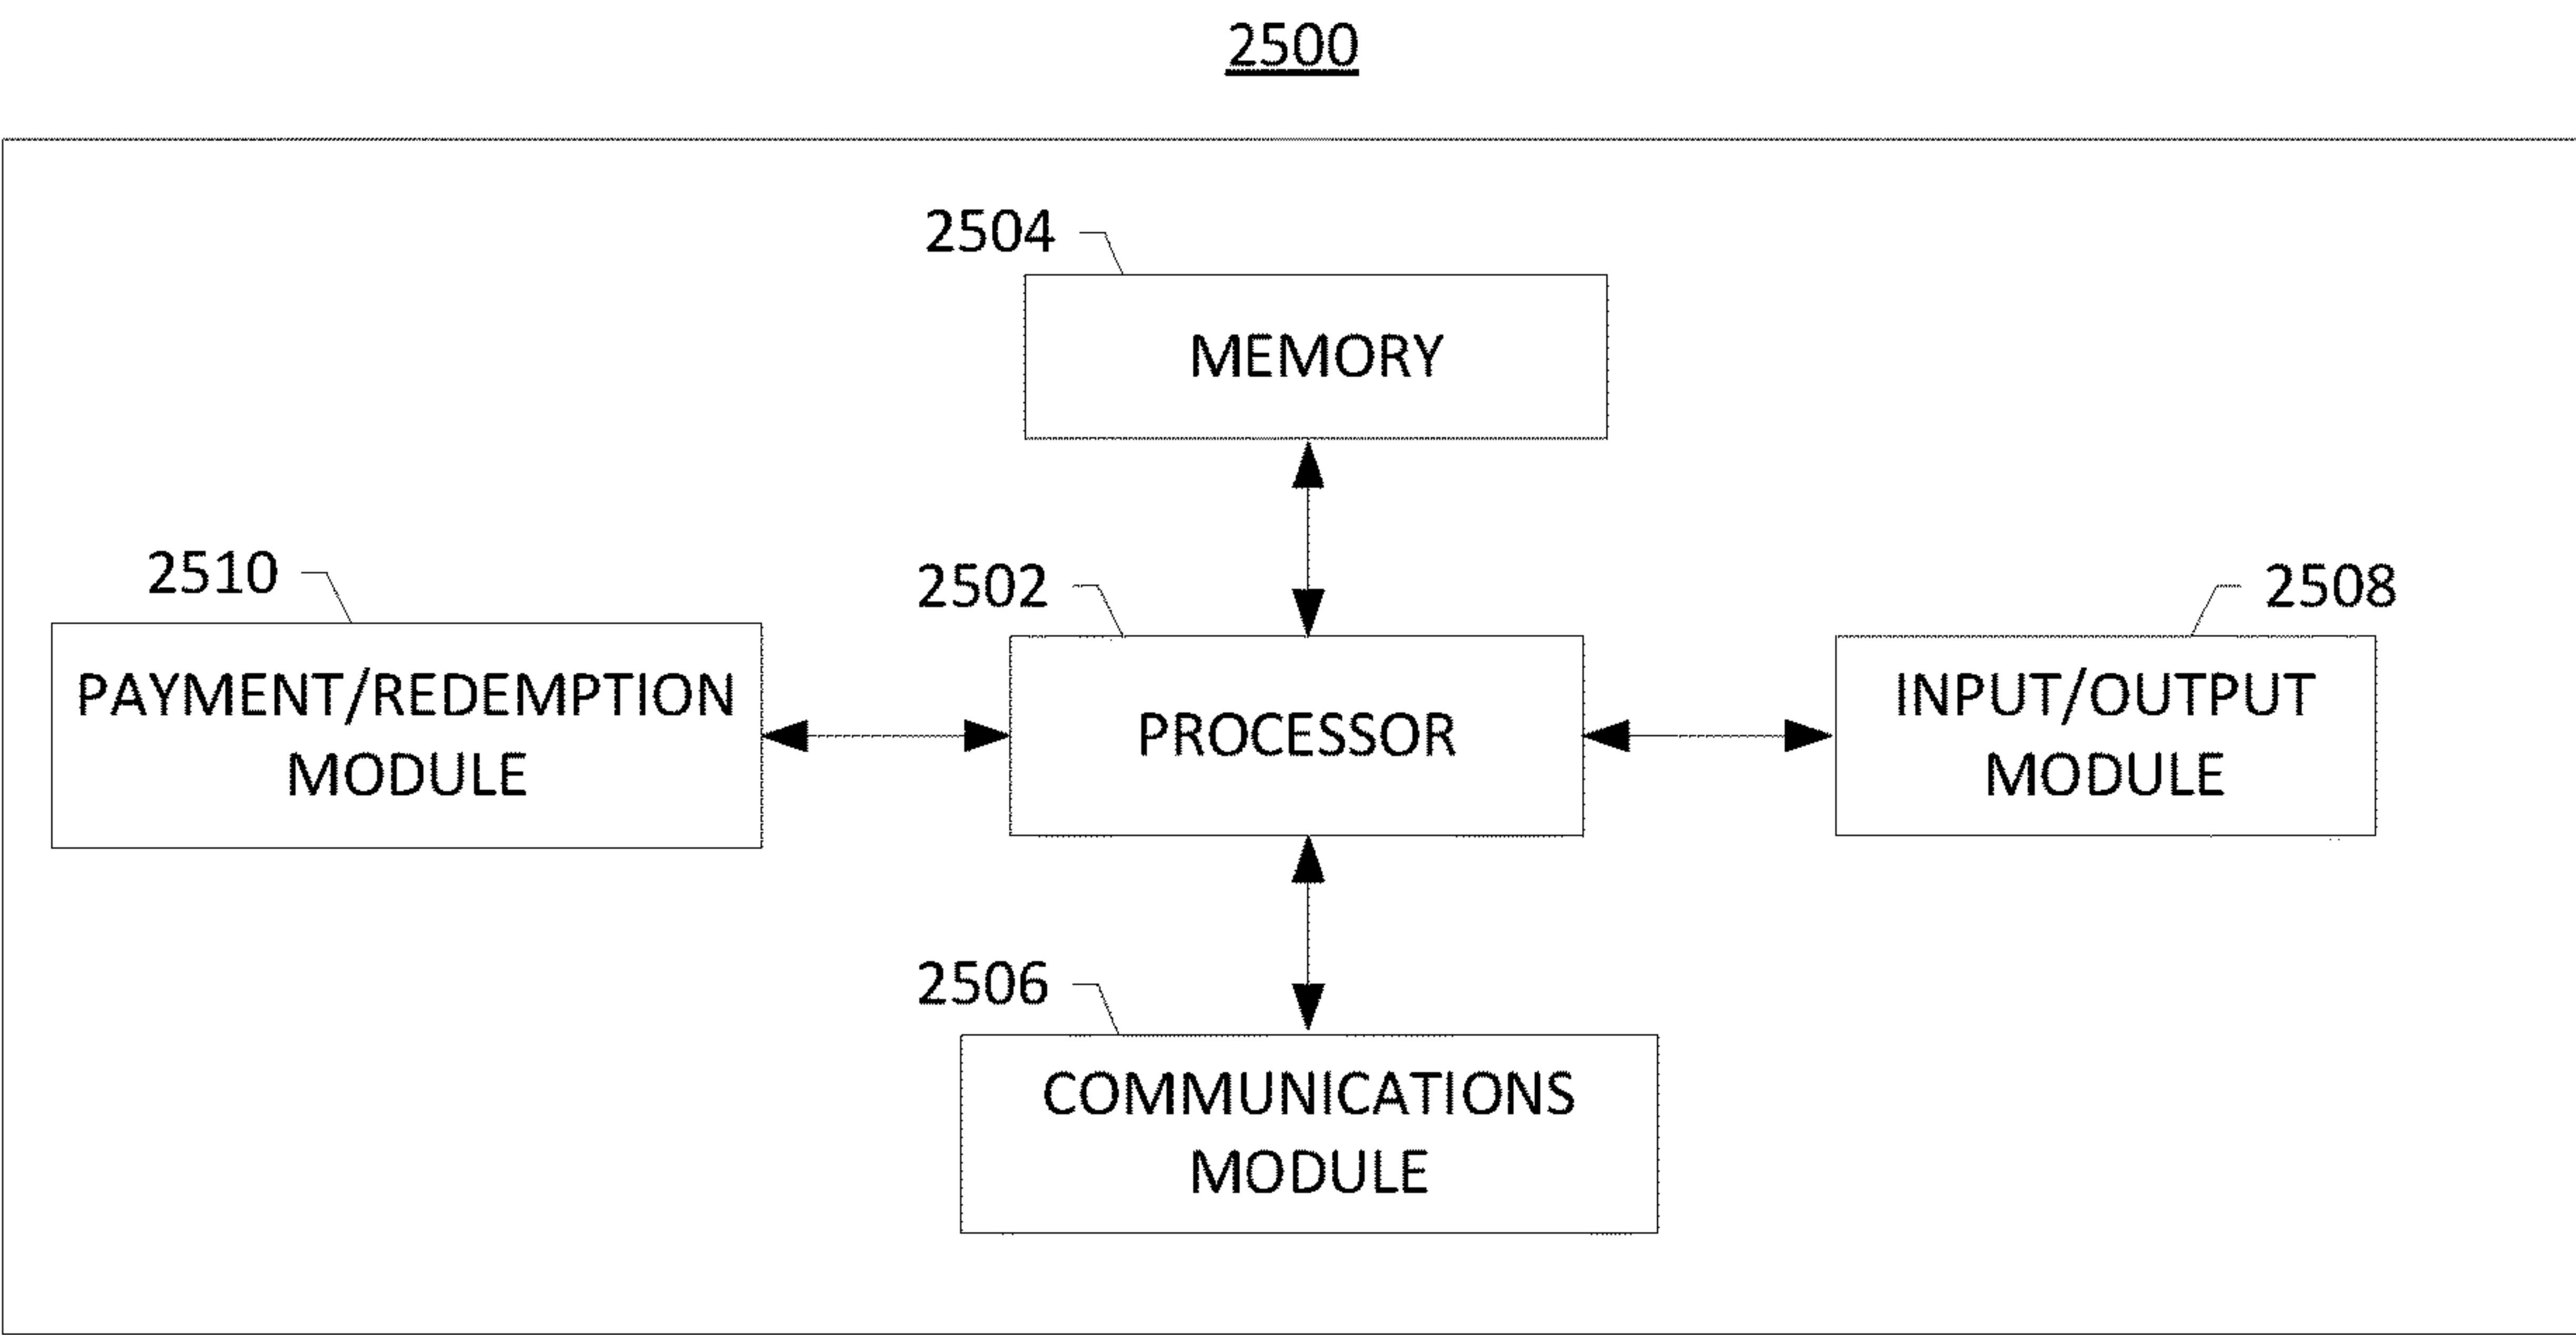 2500
2504
MEMORY
2510
PAYMENT/REDEMPTION
MODULE
2502
PROCESSOR
2508
INPUT/OUTPUT
MODULE
2506
COMMUNICATIONS
MODULE